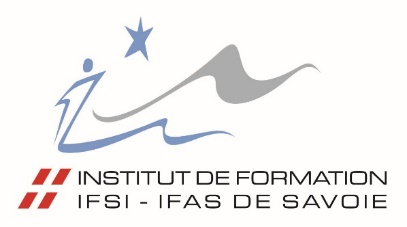 INSTITUT DE FORMATION
IFSI - IFAS DE SAVOIE